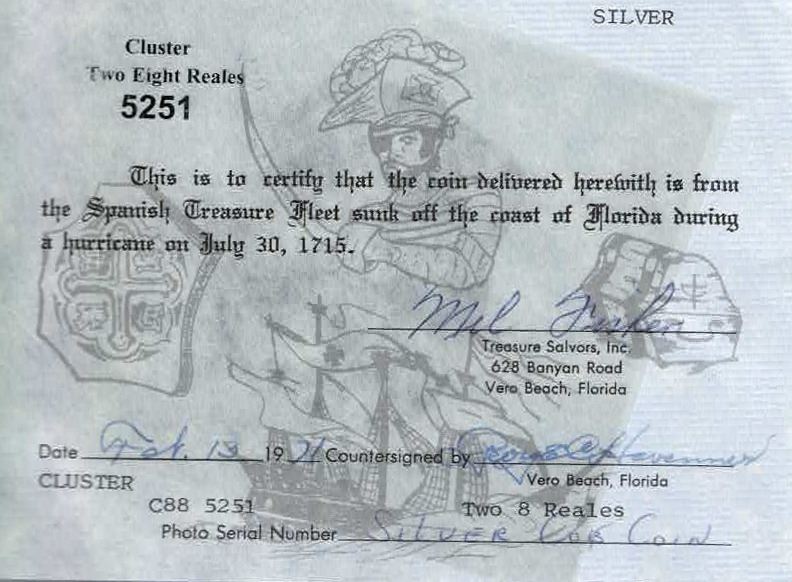 SILVER
Cluster
Two Eight Reales
5251
This is to certify that the coin delivered herewith is from
the Spanish Treasure Fleet sunk off the coast of Florida during
a hurricane on July 30, 1715.
Mel Fisher
Treasure Salvors, Inc.
628 Banyan Road
Vero Beach, Florida
Date Feb. 13 1971 Countersigned by
Vero Beach, Florida
CLUSTER
C88 5251 Two 8 Reales
Photo Serial Number SILVER COB COIN